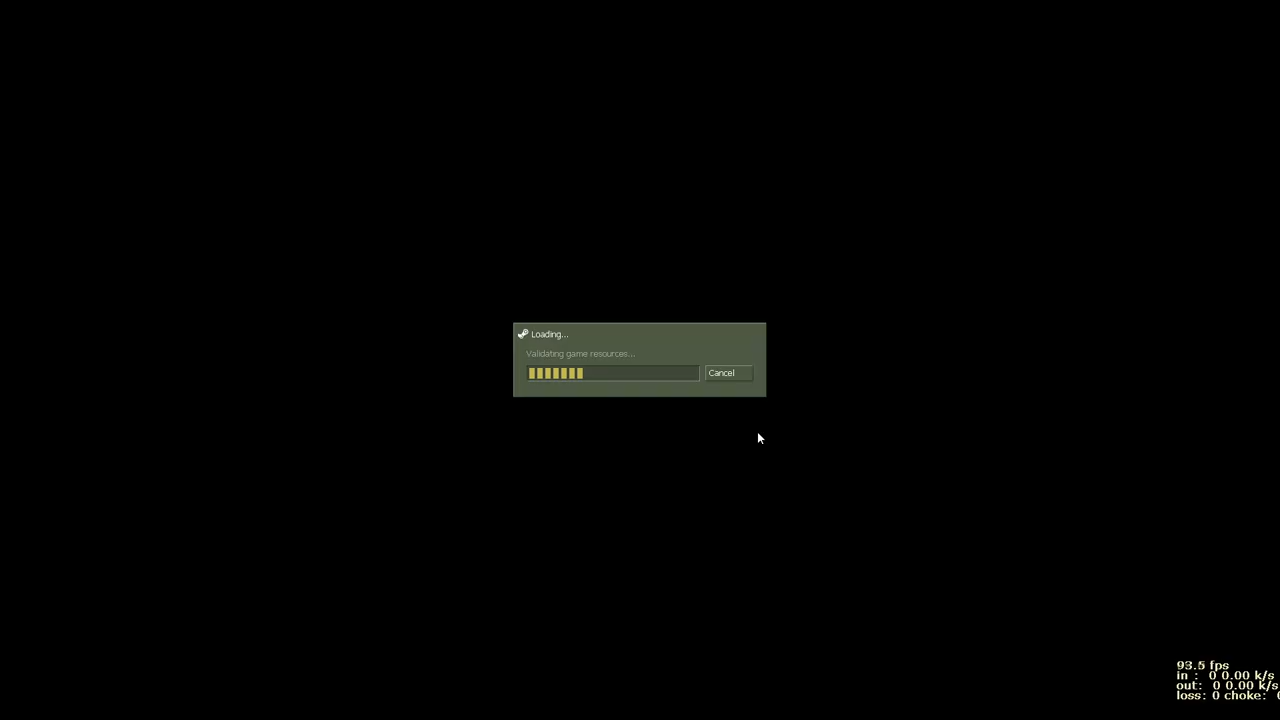 Loading...
Validating game resources...
Cancel
93.5 fps
in :  0 0.00 k/s
out:  0 0.00 k/s
loss: 0 choke: